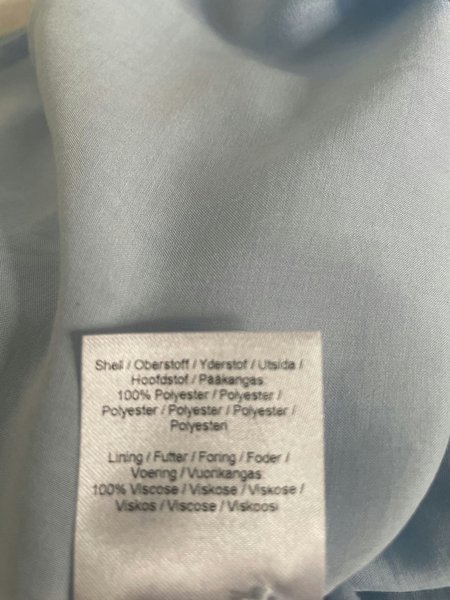 Shell / Oberstoff / Yderstof / Utsida /
Hoofdstof / Pääkangas:
100% Polyester / Polyester /
Polyester / Polyester / Polyester /
Polyesteri
Lining / Futter / Foring / Foder /
Voering / Vuorikangas:
100% Viscose / Viskose / Viskose /
Viskos / Viscose / Viskoosi